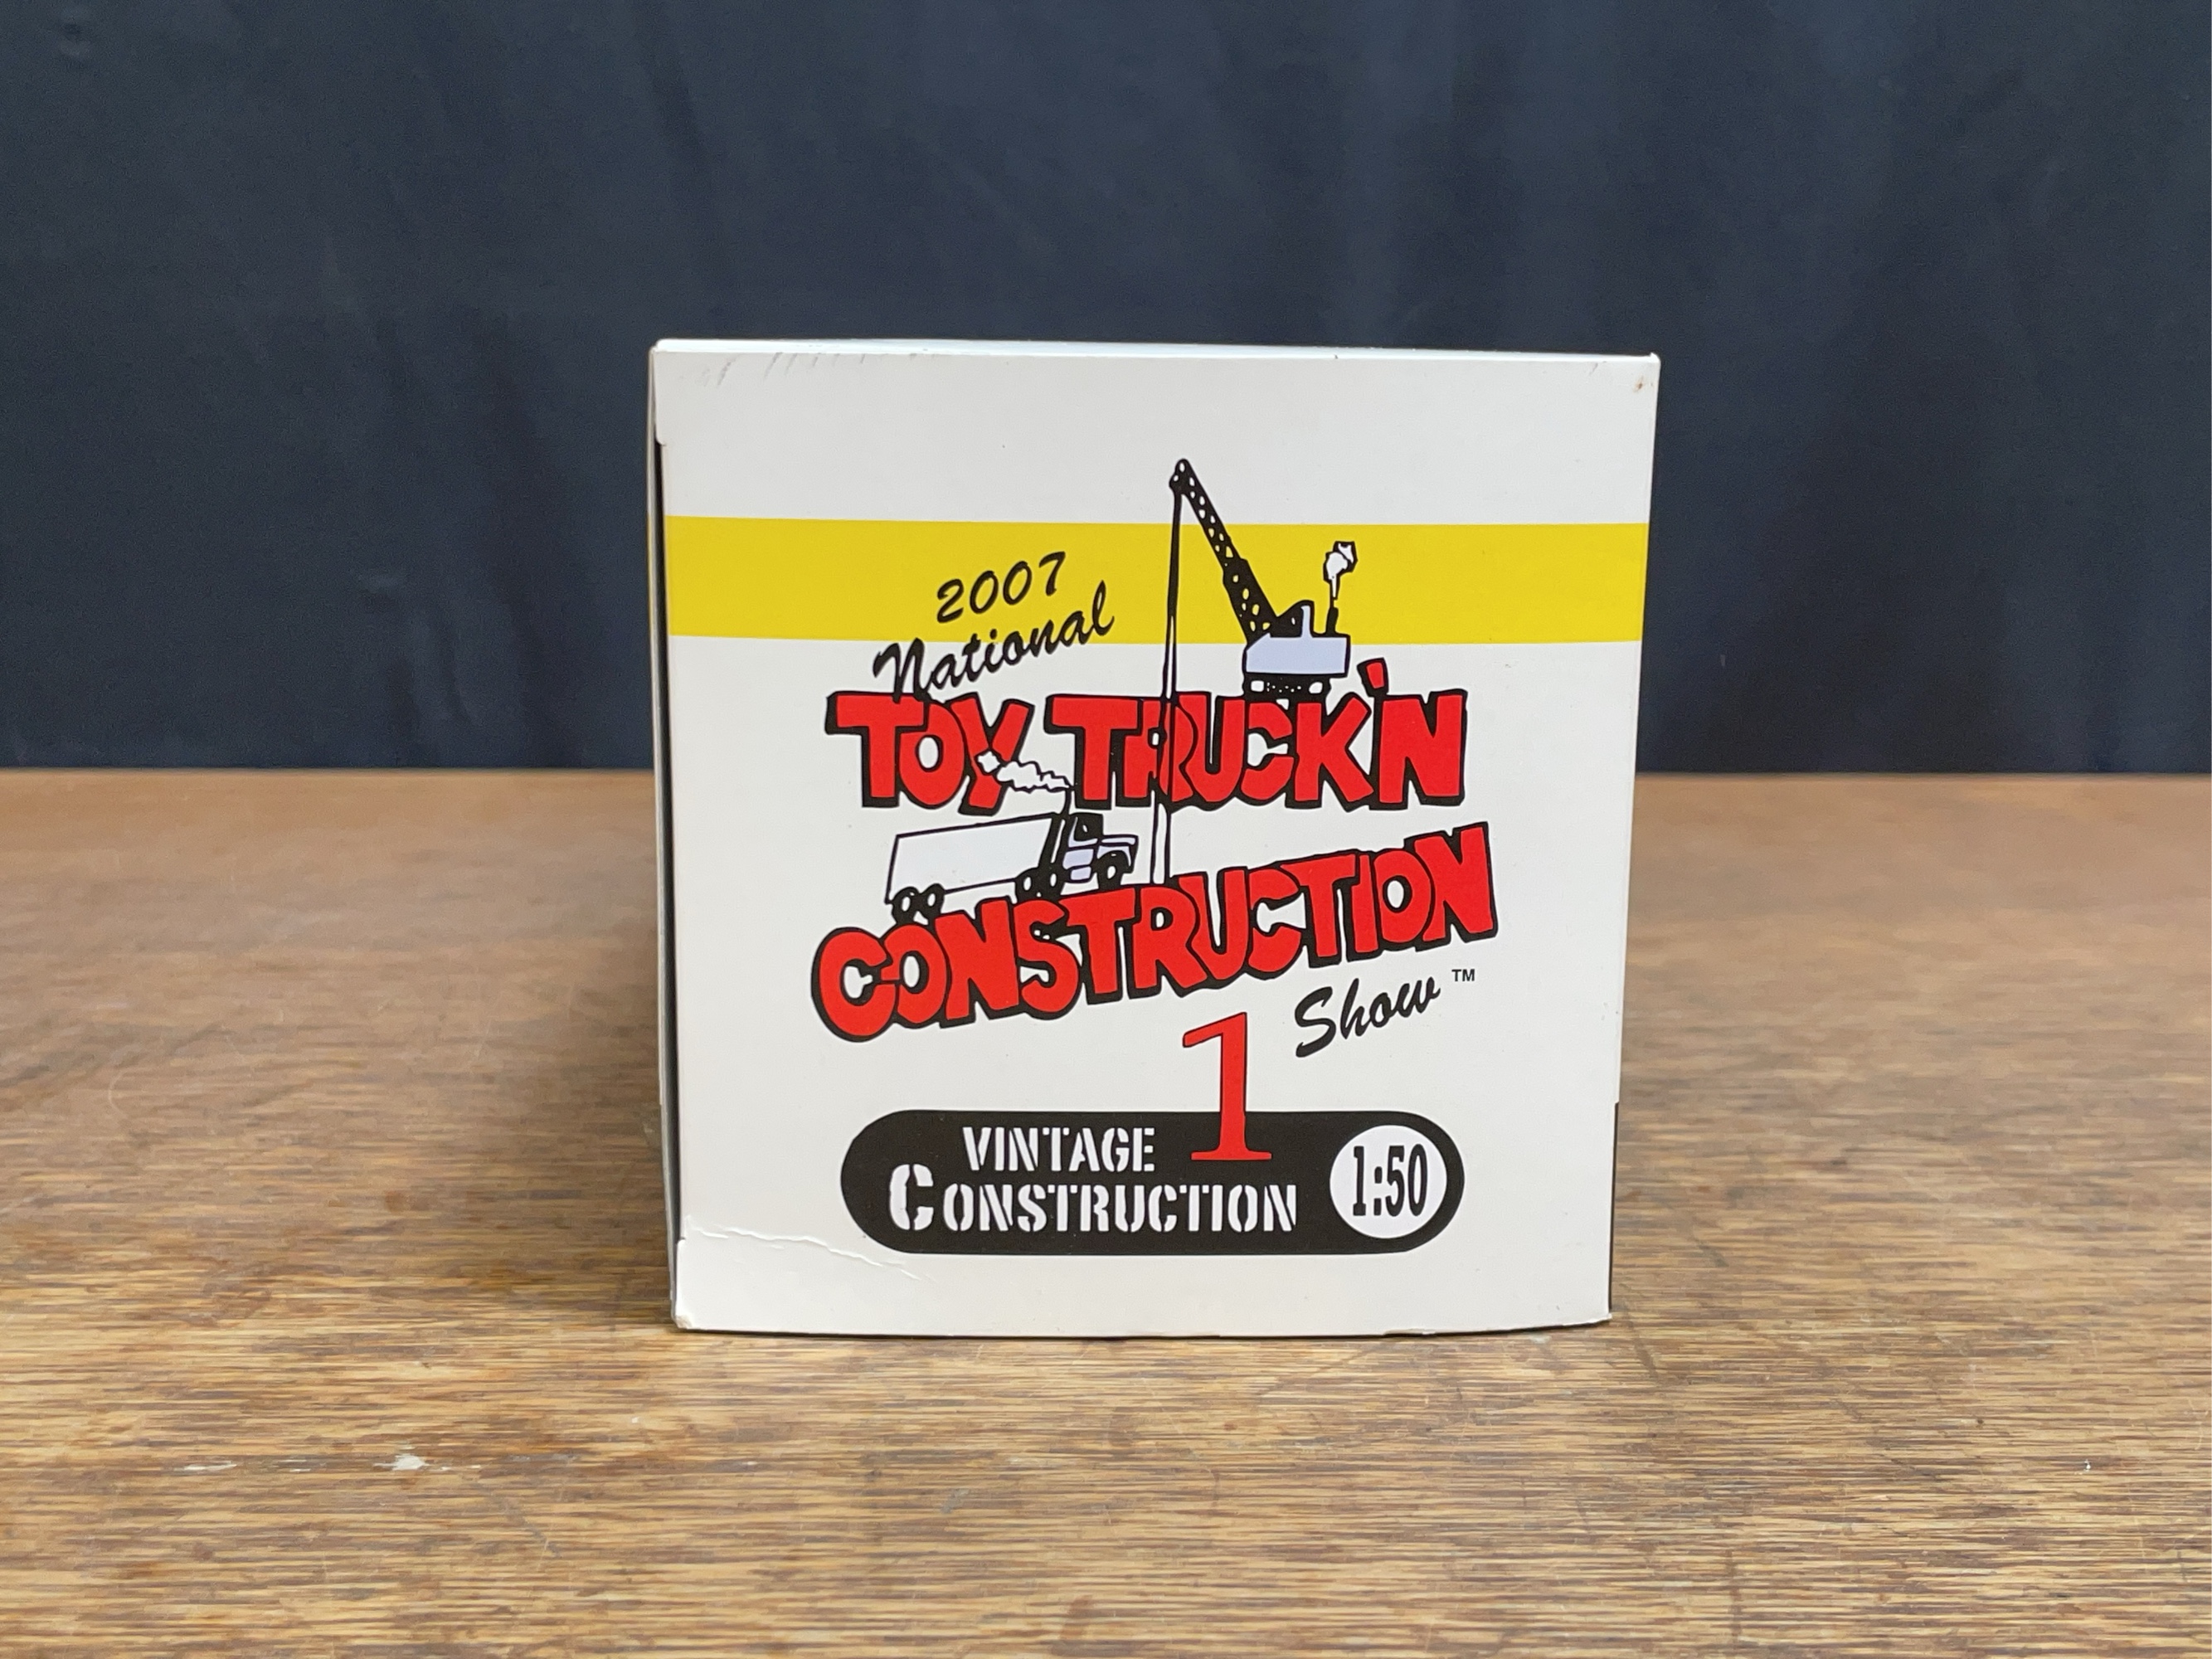 2007
National
TOY TRUCK'N
CONSTRUCTION
Show™
1
VINTAGE
CONSTRUCTION
1:50